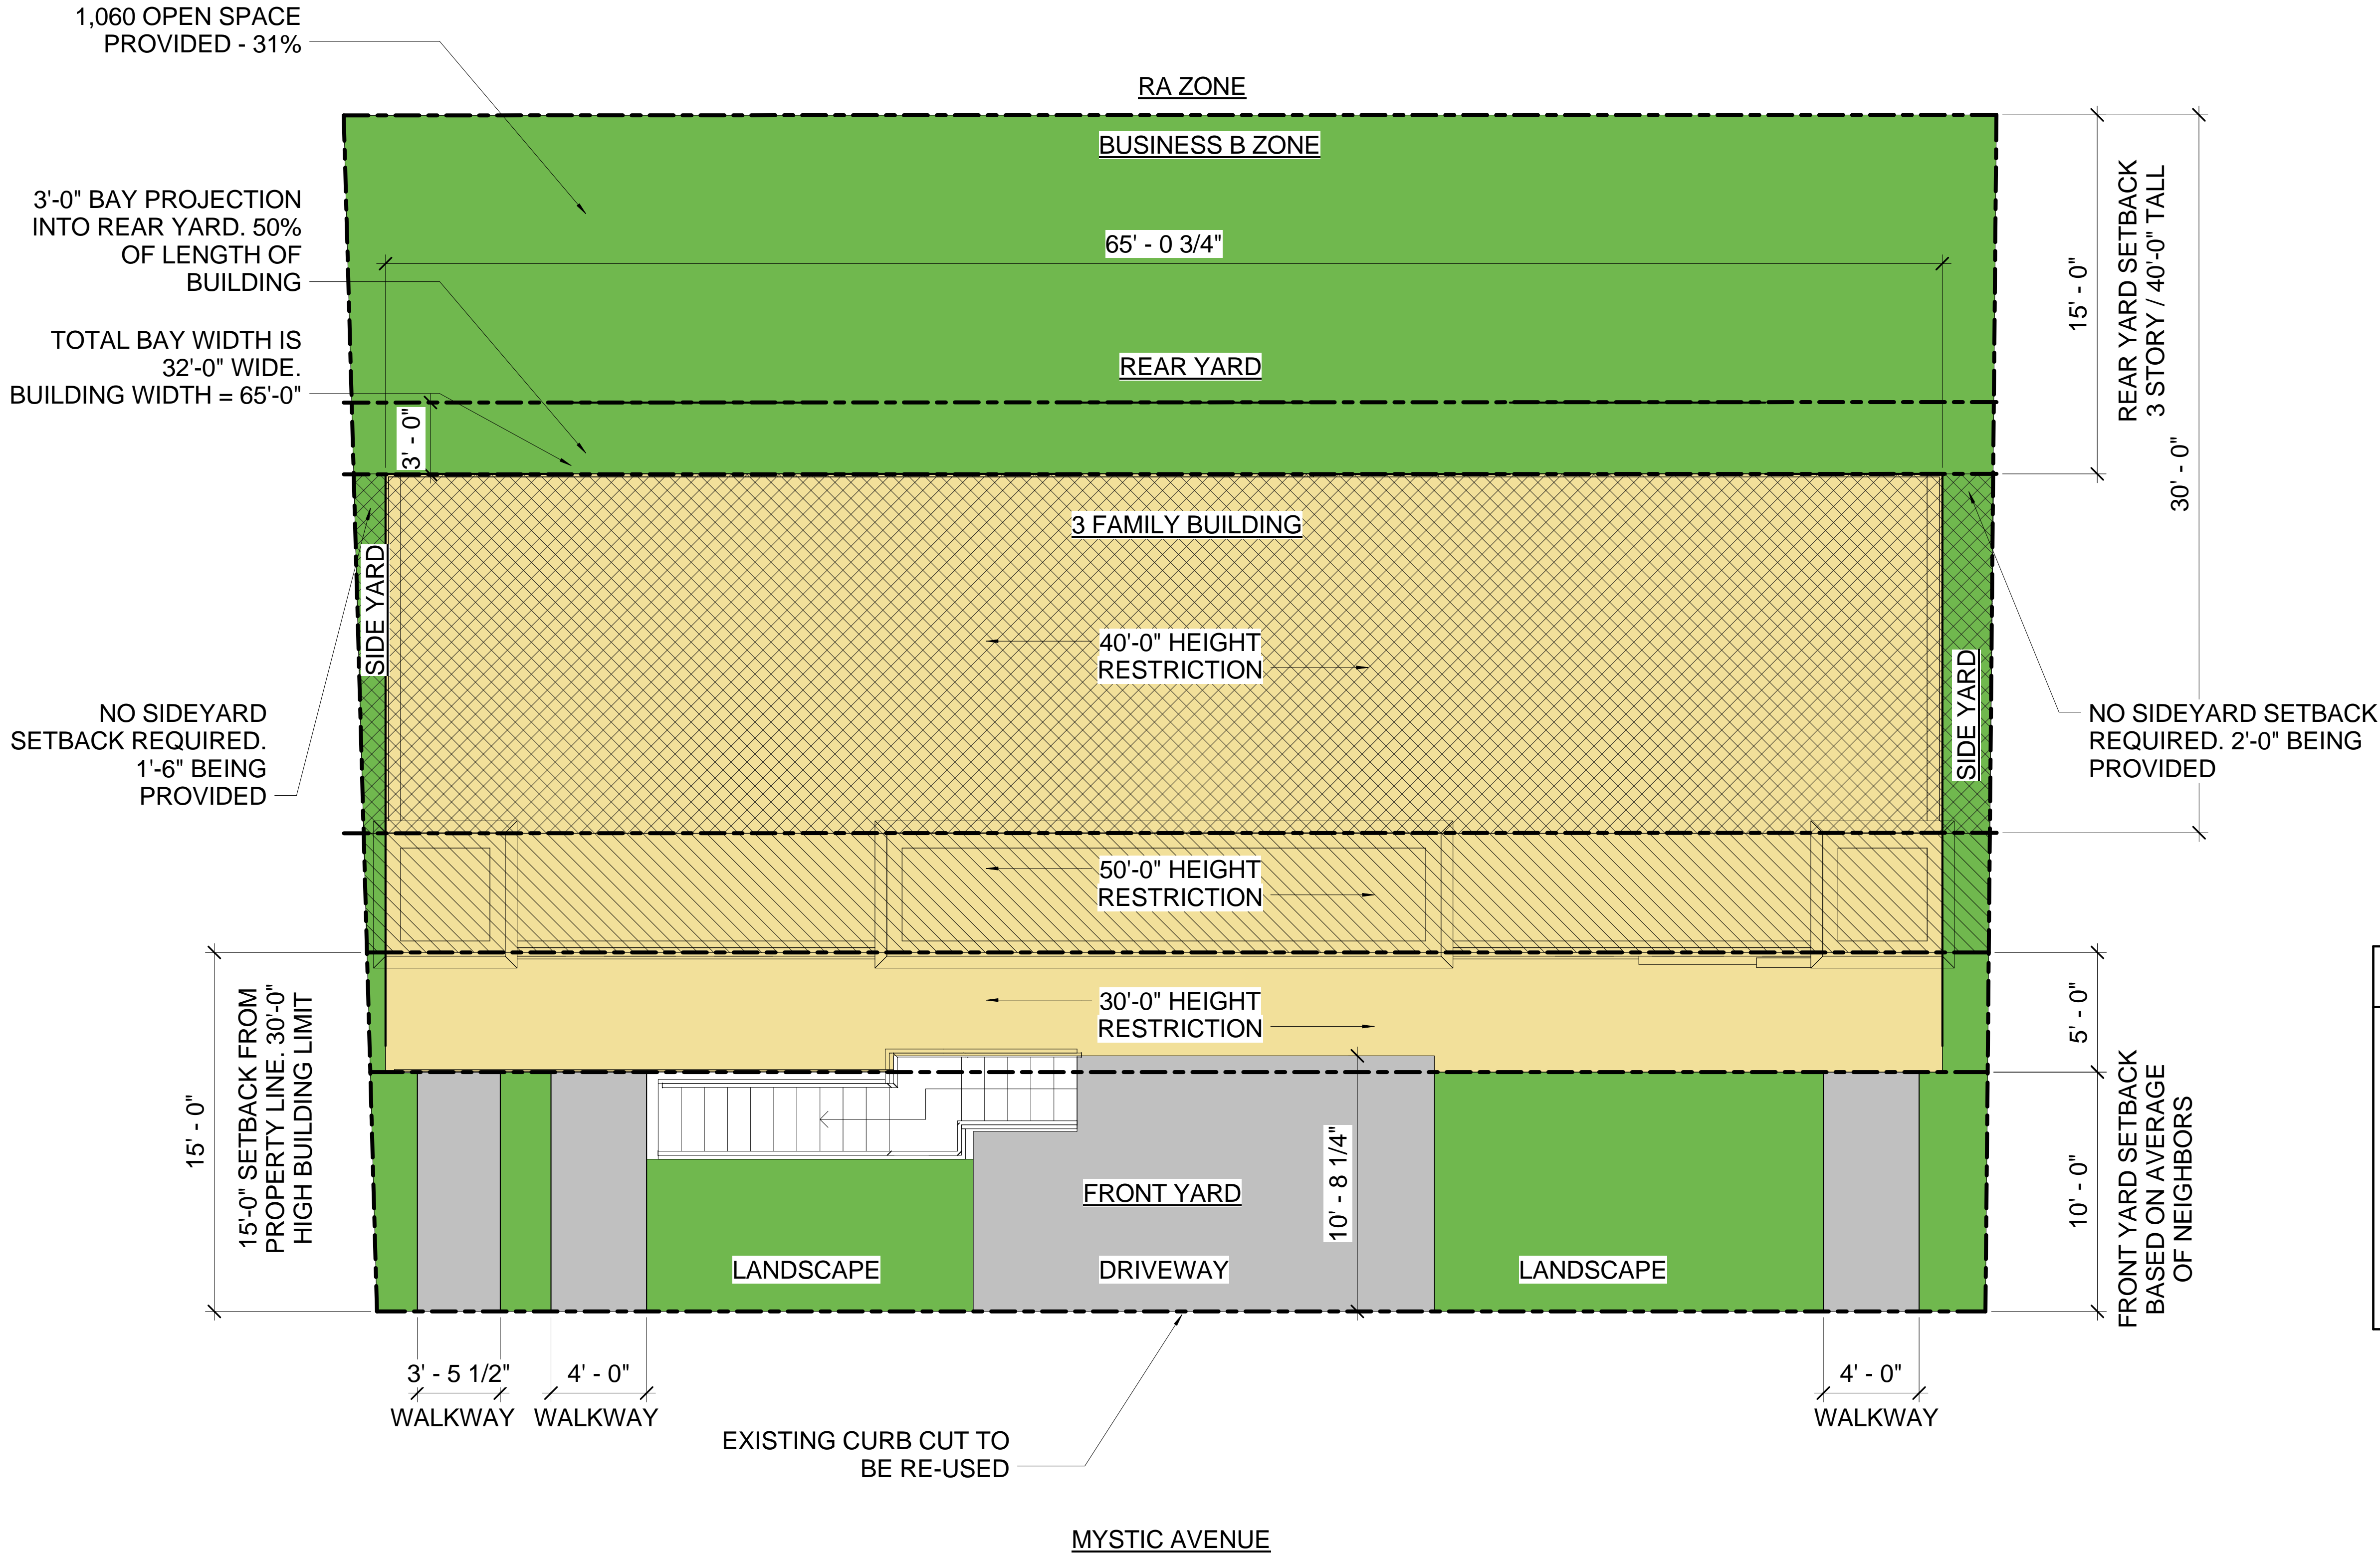 1,060 OPEN SPACE
PROVIDED - 31%
RA ZONE
BUSINESS B ZONE
3'-0" BAY PROJECTION
INTO REAR YARD. 50%
OF LENGTH OF
BUILDING
65' - 0 3/4"
TOTAL BAY WIDTH IS
32'-0" WIDE.
BUILDING WIDTH = 65'-0"
REAR YARD
3' - 0"
15' - 0"
REAR YARD SETBACK
3 STORY / 40'-0" TALL
30' - 0"
3 FAMILY BUILDING
SIDE YARD
40'-0" HEIGHT
RESTRICTION
SIDE YARD
NO SIDEYARD
SETBACK REQUIRED.
1'-6" BEING
PROVIDED
NO SIDEYARD SETBACK
REQUIRED. 2'-0" BEING
PROVIDED
50'-0" HEIGHT
RESTRICTION
30'-0" HEIGHT
RESTRICTION
15' - 0"
15'-0" SETBACK FROM
PROPERTY LINE. 30'-0"
HIGH BUILDING LIMIT
5' - 0"
10' - 0"
FRONT YARD SETBACK
BASED ON AVERAGE
OF NEIGHBORS
10' - 8 1/4"
FRONT YARD
LANDSCAPE
DRIVEWAY
LANDSCAPE
3' - 5 1/2"
4' - 0"
4' - 0"
WALKWAY
WALKWAY
WALKWAY
EXISTING CURB CUT TO
BE RE-USED
MYSTIC AVENUE